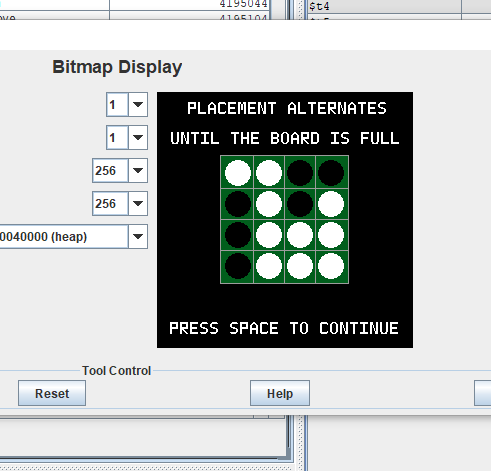 4195044
$t4
4195104
Bitmap Display
1
1
256
256
0040000 (heap)
PLACEMENT ALTERNATES
UNTIL THE BOARD IS FULL
PRESS SPACE TO CONTINUE
Tool Control
Reset
Help